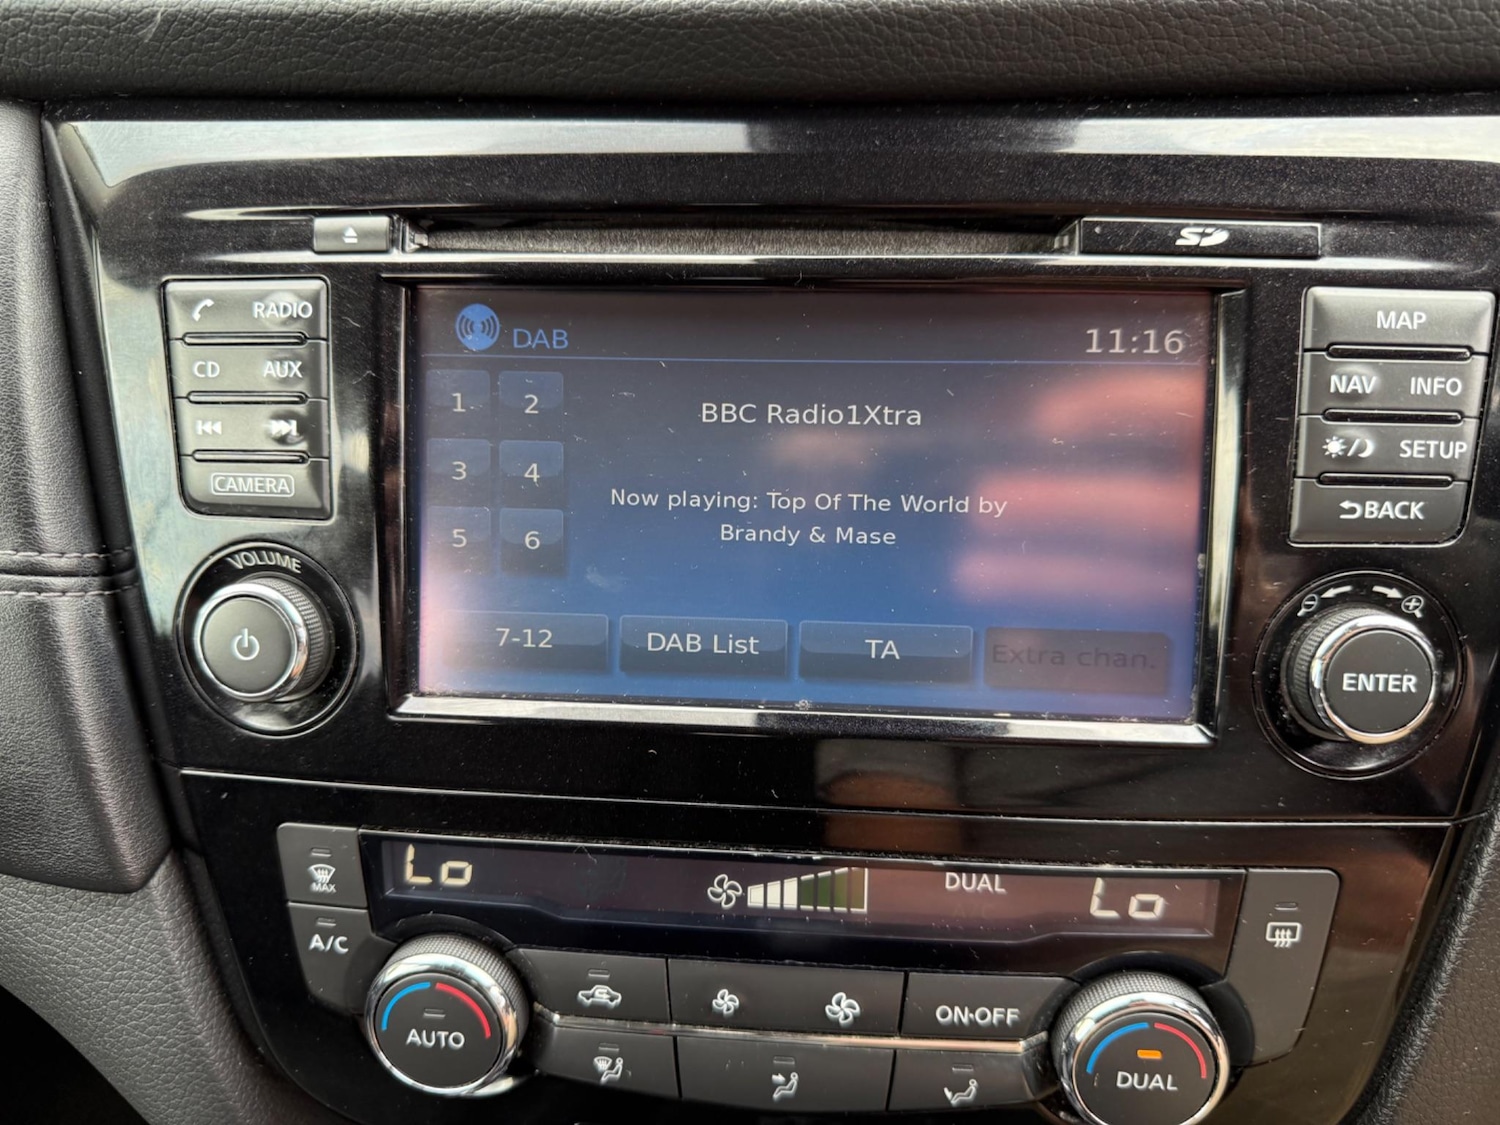 SD
RADIO
CD AUX
CAMERA
VOLUME
DAB
11:16
1 2
3 4
5 6
BBC Radio1Xtra
Now playing: Top Of The World by
Brandy & Mase
7-12
DAB List
TA
Extra chan.
MAP
NAV INFO
SETUP
BACK
ENTER
MAX
A/C
Lo
DUAL
Lo
AUTO
ON·OFF
DUAL